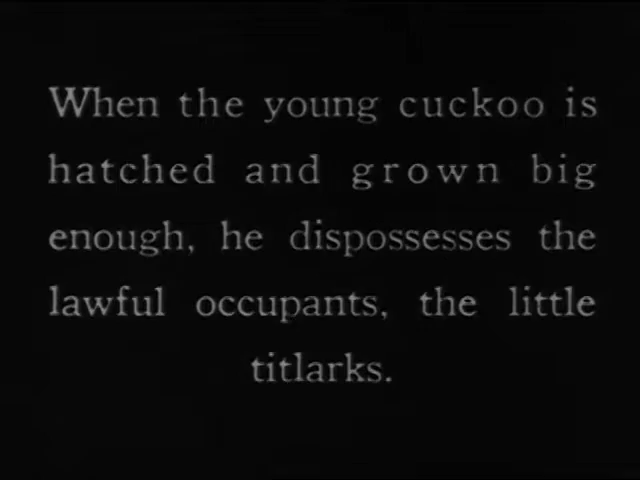 When the young cuckoo is
hatched and grown big
enough, he dispossesses the
lawful occupants, the little
titlarks.